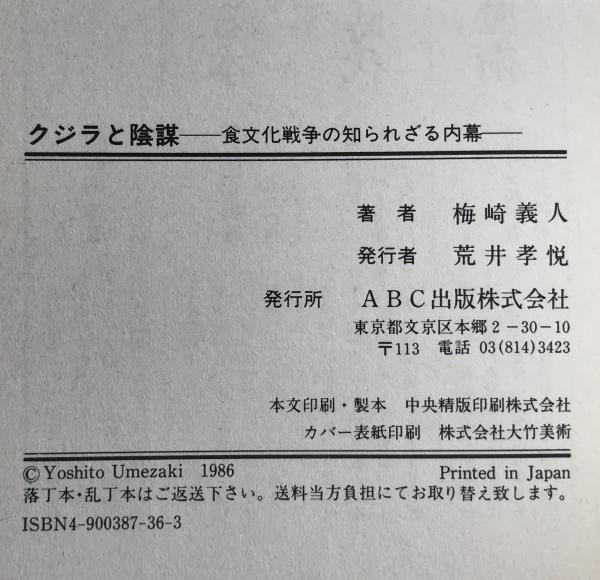 クジラと陰謀——食文化戦争の知られざる内幕——
著者 梅崎義人
発行者 荒井孝悦
発行所 ABC出版株式会社
東京都文京区本郷2-30-10
〒113 電話 03(814)3423
本文印刷・製本 中央精版印刷株式会社
カバー表紙印刷 株式会社大竹美術
©Yoshito Umezaki 1986 Printed in Japan
落丁本・乱丁本はご返送下さい。送料当方負担にてお取り替え致します。
ISBN4-900387-36-3